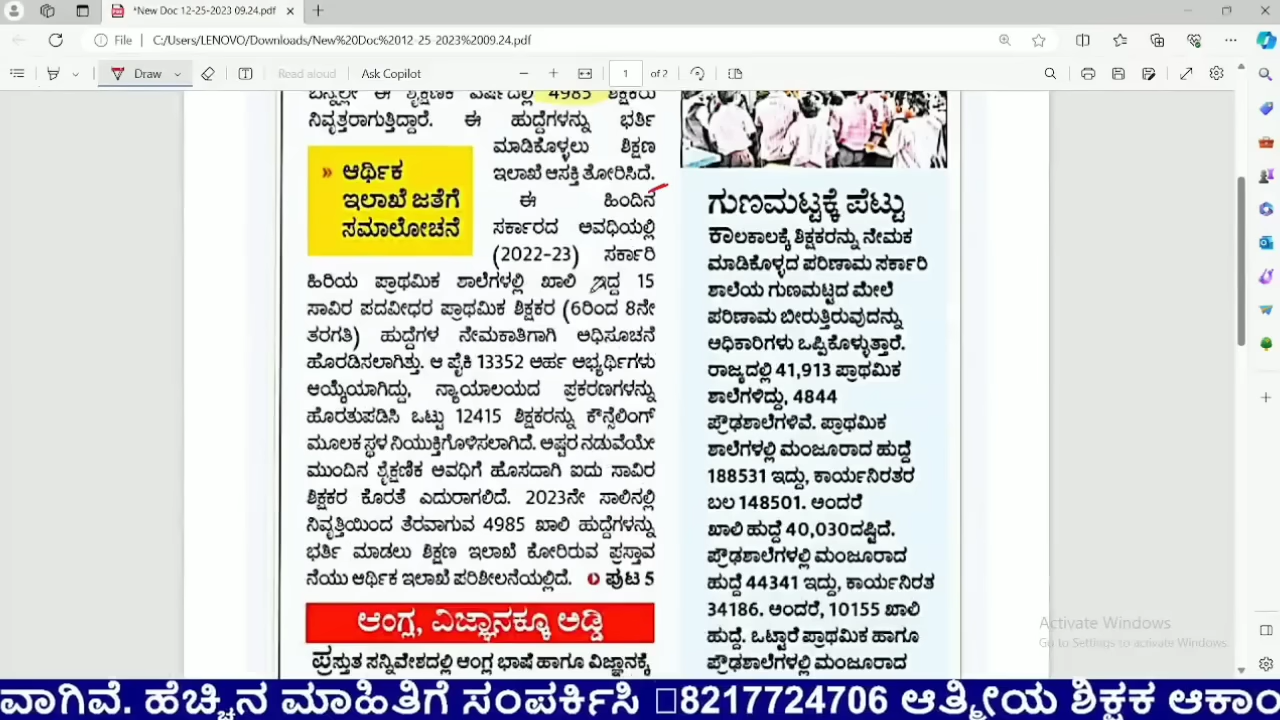 *New Doc 12-25-2023 09.24.pdf
File C:/Users/LENOVO/Downloads/New%20Doc%2012-25-2023%2009.24.pdf
Draw Read aloud Ask Copilot 1 of 2
ಈ ಶೈಕ್ಷಣಿಕ ವರ್ಷದಲ್ಲಿ 4985 ಶಿಕ್ಷಕರು
ನಿವೃತ್ತರಾಗುತ್ತಿದ್ದಾರೆ. ಈ ಹುದ್ದೆಗಳನ್ನು ಭರ್ತಿ
ಮಾಡಿಕೊಳ್ಳಲು ಶಿಕ್ಷಣ
ಇಲಾಖೆ ಆಸಕ್ತಿ ತೋರಿಸಿದೆ.
» ಆರ್ಥಿಕ
ಇಲಾಖೆ ಜತೆಗೆ
ಸಮಾಲೋಚನೆ
ಈ ಹಿಂದಿನ
ಸರ್ಕಾರದ ಅವಧಿಯಲ್ಲಿ
(2022-23) ಸರ್ಕಾರಿ
ಹಿರಿಯ ಪ್ರಾಥಮಿಕ ಶಾಲೆಗಳಲ್ಲಿ ಖಾಲಿ ಇದ್ದ 15
ಸಾವಿರ ಪದವೀಧರ ಪ್ರಾಥಮಿಕ ಶಿಕ್ಷಕರ (6ರಿಂದ 8ನೇ
ತರಗತಿ) ಹುದ್ದೆಗಳ ನೇಮಕಾತಿಗಾಗಿ ಅಧಿಸೂಚನೆ
ಹೊರಡಿಸಲಾಗಿತ್ತು. ಆ ಪೈಕಿ 13352 ಅರ್ಹ ಅಭ್ಯರ್ಥಿಗಳು
ಆಯ್ಕೆಯಾಗಿದ್ದು, ನ್ಯಾಯಾಲಯದ ಪ್ರಕರಣಗಳನ್ನು
ಹೊರತುಪಡಿಸಿ ಒಟ್ಟು 12415 ಶಿಕ್ಷಕರನ್ನು ಕೌನ್ಸೆಲಿಂಗ್
ಮೂಲಕ ಸ್ಥಳ ನಿಯುಕ್ತಿಗೊಳಿಸಲಾಗಿದೆ. ಅಷ್ಟರ ನಡುವೆಯೇ
ಮುಂದಿನ ಶೈಕ್ಷಣಿಕ ಅವಧಿಗೆ ಹೊಸದಾಗಿ ಐದು ಸಾವಿರ
ಶಿಕ್ಷಕರ ಕೊರತೆ ಎದುರಾಗಲಿದೆ. 2023ನೇ ಸಾಲಿನಲ್ಲಿ
ನಿವೃತ್ತಿಯಿಂದ ತೆರವಾಗುವ 4985 ಖಾಲಿ ಹುದ್ದೆಗಳನ್ನು
ಭರ್ತಿ ಮಾಡಲು ಶಿಕ್ಷಣ ಇಲಾಖೆ ಕೋರಿರುವ ಪ್ರಸ್ತಾವ
ನೆಯು ಆರ್ಥಿಕ ಇಲಾಖೆ ಪರಿಶೀಲನೆಯಲ್ಲಿದೆ. ಪುಟ 5
ಆಂಗ್ಲ, ವಿಜ್ಞಾನಕ್ಕೂ ಅಡ್ಡಿ
ಪ್ರಸ್ತುತ ಸನ್ನಿವೇಶದಲ್ಲಿ ಆಂಗ್ಲ ಭಾಷೆ ಹಾಗೂ ವಿಜ್ಞಾನಕ್ಕೆ
ಗುಣಮಟ್ಟಕ್ಕೆ ಪೆಟ್ಟು
ಕಾಲಕಾಲಕ್ಕೆ ಶಿಕ್ಷಕರನ್ನು ನೇಮಕ
ಮಾಡಿಕೊಳ್ಳದ ಪರಿಣಾಮ ಸರ್ಕಾರಿ
ಶಾಲೆಯ ಗುಣಮಟ್ಟದ ಮೇಲೆ
ಪರಿಣಾಮ ಬೀರುತ್ತಿರುವುದನ್ನು
ಅಧಿಕಾರಿಗಳು ಒಪ್ಪಿಕೊಳ್ಳುತ್ತಾರೆ.
ರಾಜ್ಯದಲ್ಲಿ 41,913 ಪ್ರಾಥಮಿಕ
ಶಾಲೆಗಳಿದ್ದು, 4844
ಪ್ರೌಢಶಾಲೆಗಳಿವೆ. ಪ್ರಾಥಮಿಕ
ಶಾಲೆಗಳಲ್ಲಿ ಮಂಜೂರಾದ ಹುದ್ದೆ
188531 ಇದ್ದು, ಕಾರ್ಯನಿರತರ
ಬಲ 148501. ಅಂದರೆ
ಖಾಲಿ ಹುದ್ದೆ 40,030ದಷ್ಟಿದೆ.
ಪ್ರೌಢಶಾಲೆಗಳಲ್ಲಿ ಮಂಜೂರಾದ
ಹುದ್ದೆ 44341 ಇದ್ದು, ಕಾರ್ಯನಿರತ
34186. ಅಂದರೆ, 10155 ಖಾಲಿ
ಹುದ್ದೆ. ಒಟ್ಟಾರೆ ಪ್ರಾಥಮಿಕ ಹಾಗೂ
ಪ್ರೌಢಶಾಲೆಗಳಲ್ಲಿ ಮಂಜೂರಾದ
Activate Windows
Go to Settings to activate Windows.
ವಾಗಿವೆ. ಹೆಚ್ಚಿನ ಮಾಹಿತಿಗೆ ಸಂಪರ್ಕಿಸಿ 8217724706 ಆತ್ಮೀಯ ಶಿಕ್ಷಕ ಆಕಾಂ